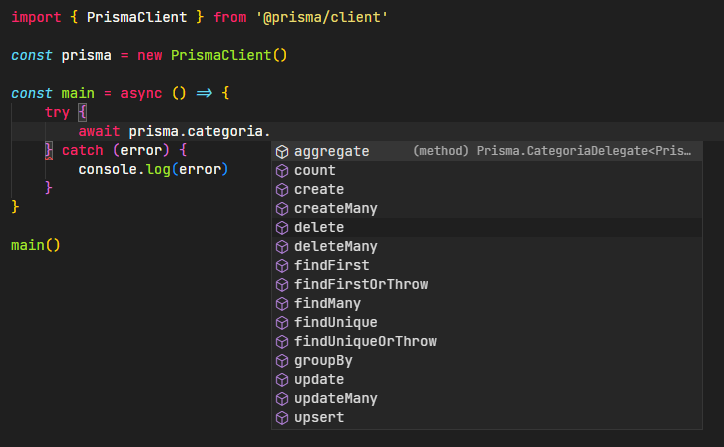 import { PrismaClient } from '@prisma/client'
const prisma = new PrismaClient()
const main = async () => {
try {
await prisma.categoria.
} catch (error) {
console.log(error)
}
}
main()
aggregate (method) Prisma.CategoriaDelegate<Pris…
count
create
createMany
delete
deleteMany
findFirst
findFirstOrThrow
findMany
findUnique
findUniqueOrThrow
groupBy
update
updateMany
upsert